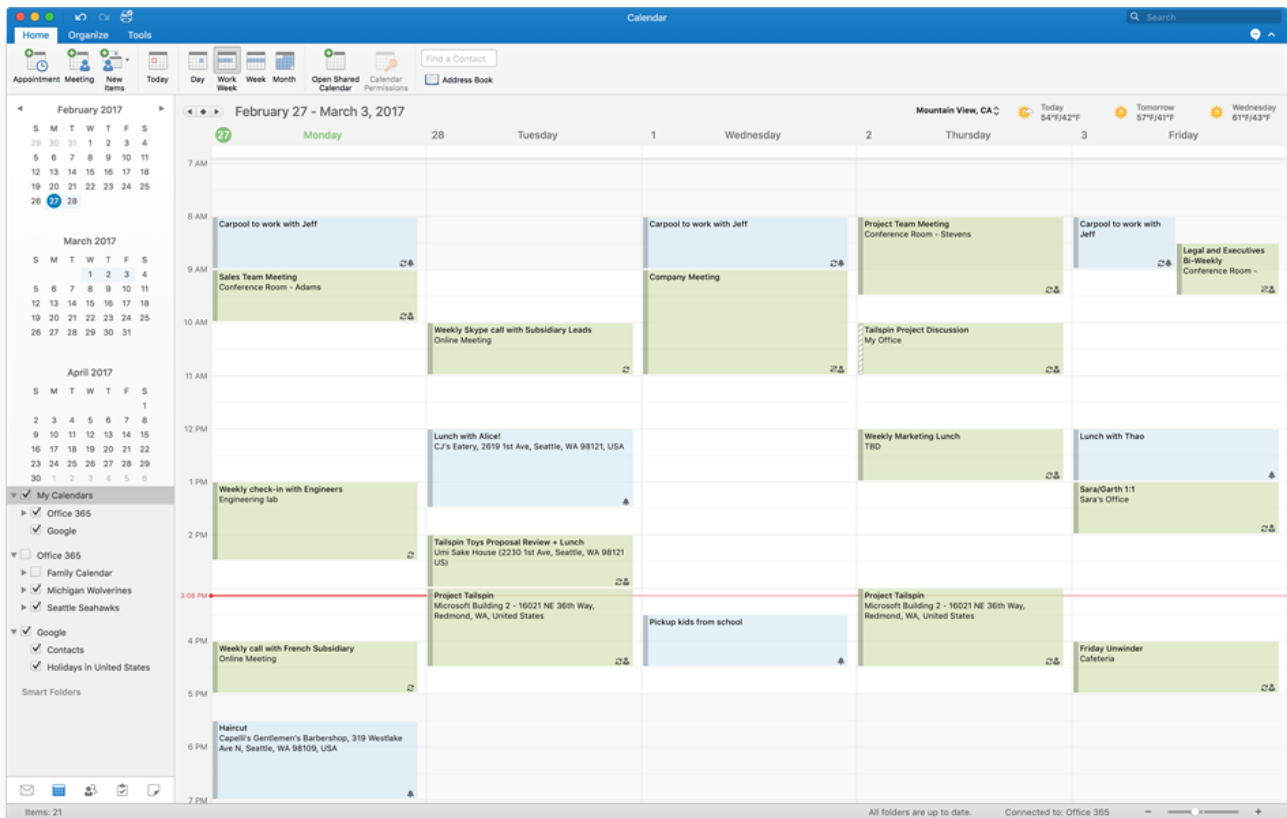 Calendar
Search
Home Organize Tools
Appointment Meeting New Items Today Day Work Week Week Month Open Shared Calendar Calendar Permissions Find a Contact
Address Book
February 2017
S M T W T F S
29 30 31 1 2 3 4
5 6 7 8 9 10 11
12 13 14 15 16 17 18
19 20 21 22 23 24 25
26 27 28
March 2017
S M T W T F S
1 2 3 4
5 6 7 8 9 10 11
12 13 14 15 16 17 18
19 20 21 22 23 24 25
26 27 28 29 30 31
April 2017
S M T W T F S
1
2 3 4 5 6 7 8
9 10 11 12 13 14 15
16 17 18 19 20 21 22
23 24 25 26 27 28 29
30 1 2 3 4 5 6
My Calendars
Office 365
Google
Office 365
Family Calendar
Michigan Wolverines
Seattle Seahawks
Google
Contacts
Holidays in United States
Smart Folders
February 27 - March 3, 2017
Mountain View, CA
Today
54°F/42°F
Tomorrow
57°F/41°F
Wednesday
61°F/43°F
27 Monday
28 Tuesday
1 Wednesday
2 Thursday
3 Friday
7 AM
8 AM
9 AM
10 AM
11 AM
12 PM
1 PM
2 PM
3:08 PM
4 PM
5 PM
6 PM
7 PM
Carpool to work with Jeff
Sales Team Meeting
Conference Room - Adams
Weekly check-in with Engineers
Engineering lab
Weekly call with French Subsidiary
Online Meeting
Haircut
Capelli's Gentlemen's Barbershop, 319 Westlake
Ave N, Seattle, WA 98109, USA
Weekly Skype call with Subsidiary Leads
Online Meeting
Lunch with Alice!
CJ's Eatery, 2619 1st Ave, Seattle, WA 98121, USA
Tailspin Toys Proposal Review + Lunch
Umi Sake House (2230 1st Ave, Seattle, WA 98121
US)
Project Tailspin
Microsoft Building 2 - 16021 NE 36th Way,
Redmond, WA, United States
Carpool to work with Jeff
Company Meeting
Pickup kids from school
Project Team Meeting
Conference Room - Stevens
Tailspin Project Discussion
My Office
Weekly Marketing Lunch
TBD
Project Tailspin
Microsoft Building 2 - 16021 NE 36th Way,
Redmond, WA, United States
Carpool to work with
Jeff
Legal and Executives
Bi-Weekly
Conference Room -
Lunch with Thao
Sara/Garth 1:1
Sara's Office
Friday Unwinder
Cafeteria
Items: 21
All folders are up to date.
Connected to: Office 365